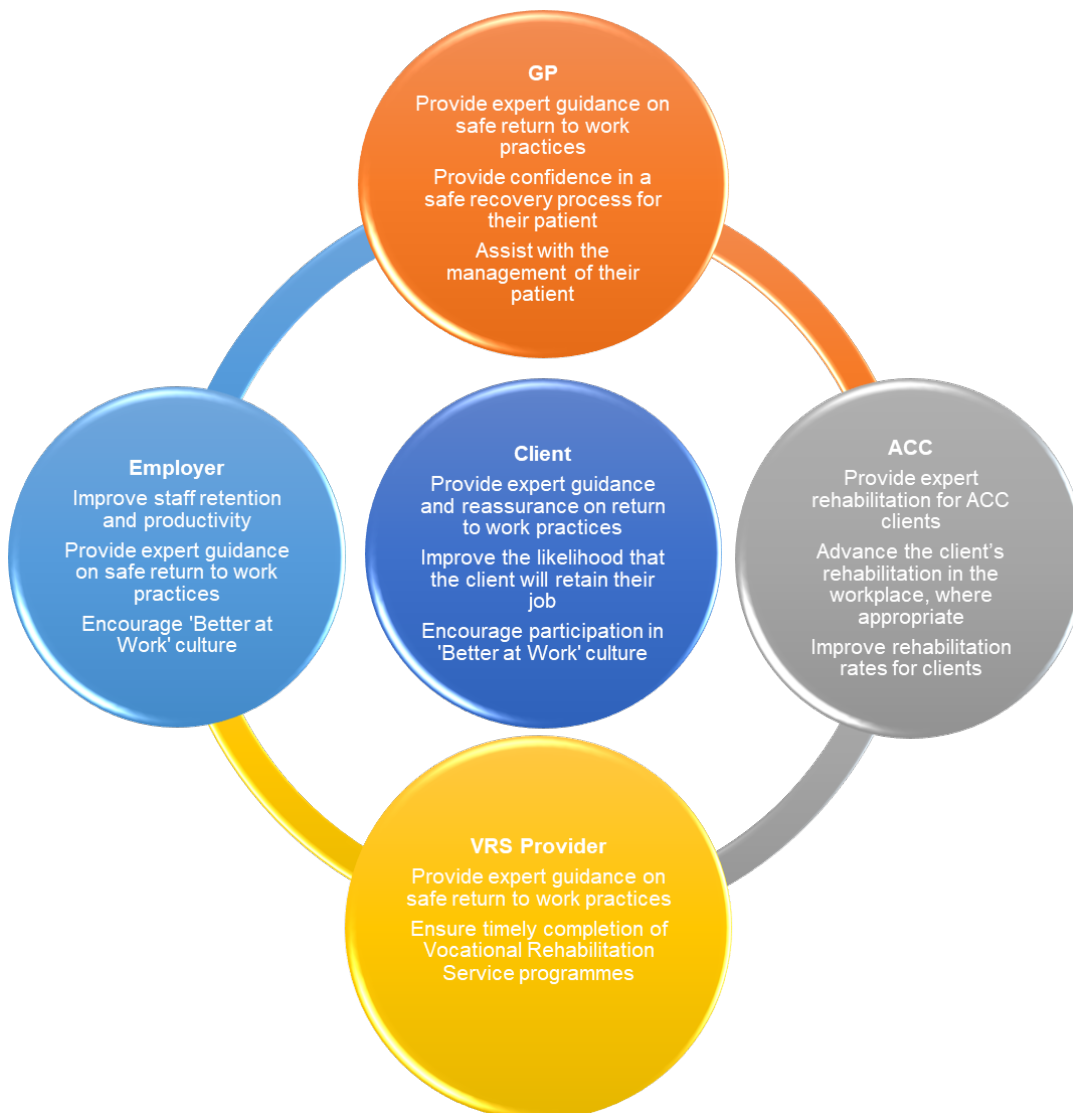 GP
Provide expert guidance on
safe return to work
practices
Provide confidence in a
safe recovery process for
their patient
Assist with the
management of their
patient
Employer
Improve staff retention
and productivity
Provide expert guidance
on safe return to work
practices
Encourage 'Better at
Work' culture
Client
Provide expert guidance
and reassurance on return
to work practices
Improve the likelihood that
the client will retain their
job
Encourage participation in
'Better at Work' culture
ACC
Provide expert
rehabilitation for ACC
clients
Advance the client’s
rehabilitation in the
workplace, where
appropriate
Improve rehabilitation
rates for clients
VRS Provider
Provide expert guidance on
safe return to work practices
Ensure timely completion of
Vocational Rehabilitation
Service programmes